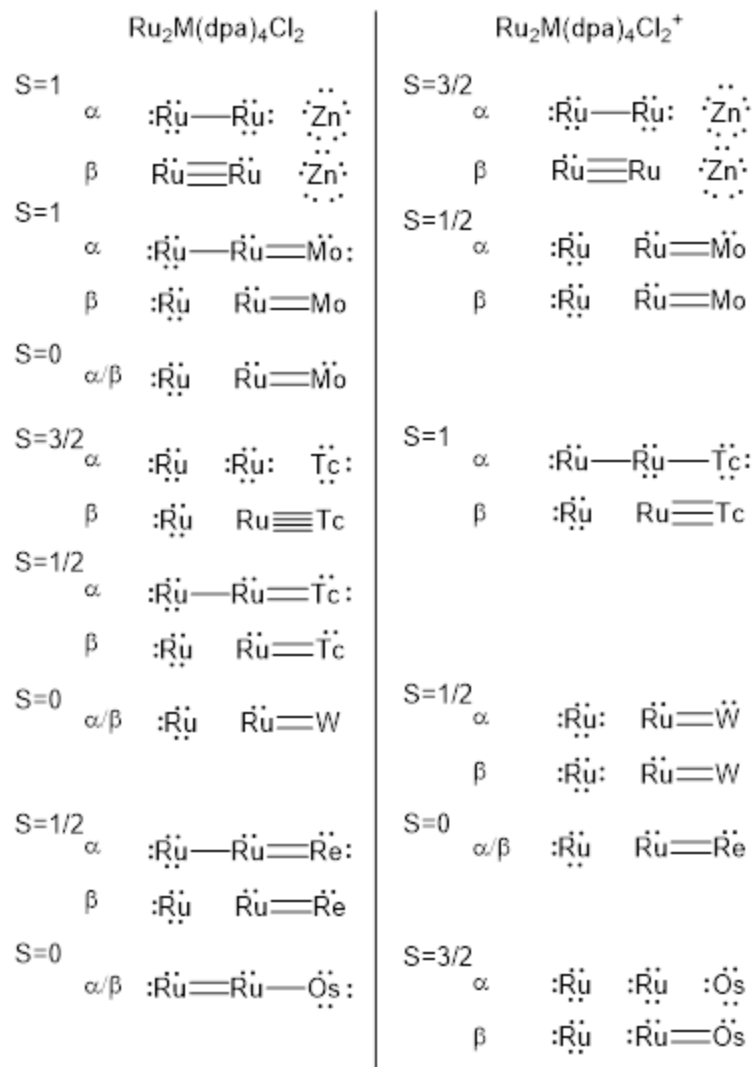 Ru2M(dpa)4Cl2
S=1
α :Ru—Ru: Zn
β Ru≡Ru Zn
S=1
α :Ru—Ru=Mo:
β :Ru Ru=Mo
S=0
α/β :Ru Ru=Mo
S=3/2
α :Ru :Ru: Tc:
β :Ru Ru≣Tc
S=1/2
α :Ru—Ru=Tc:
β :Ru Ru=Tc
S=0
α/β :Ru Ru=W
S=1/2
α :Ru—Ru=Re:
β :Ru Ru=Re
S=0
α/β :Ru=Ru—Os:
Ru2M(dpa)4Cl2+
S=3/2
α :Ru—Ru: Zn
β Ru≡Ru Zn
S=1/2
α :Ru Ru=Mo
β :Ru Ru=Mo
S=1
α :Ru—Ru—Tc:
β :Ru Ru≡Tc
S=1/2
α :Ru: Ru=W
β :Ru: Ru=W
S=0
α/β :Ru Ru=Re
S=3/2
α :Ru :Ru :Os
β :Ru :Ru=Os